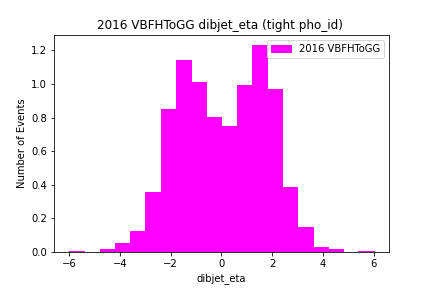 2016 VBFHToGG dibjet_eta (tight pho_id)
2016 VBFHToGG
Number of Events
1.2
1.0
0.8
0.6
0.4
0.2
0.0
−6 −4 −2 0 2 4 6
dibjet_eta